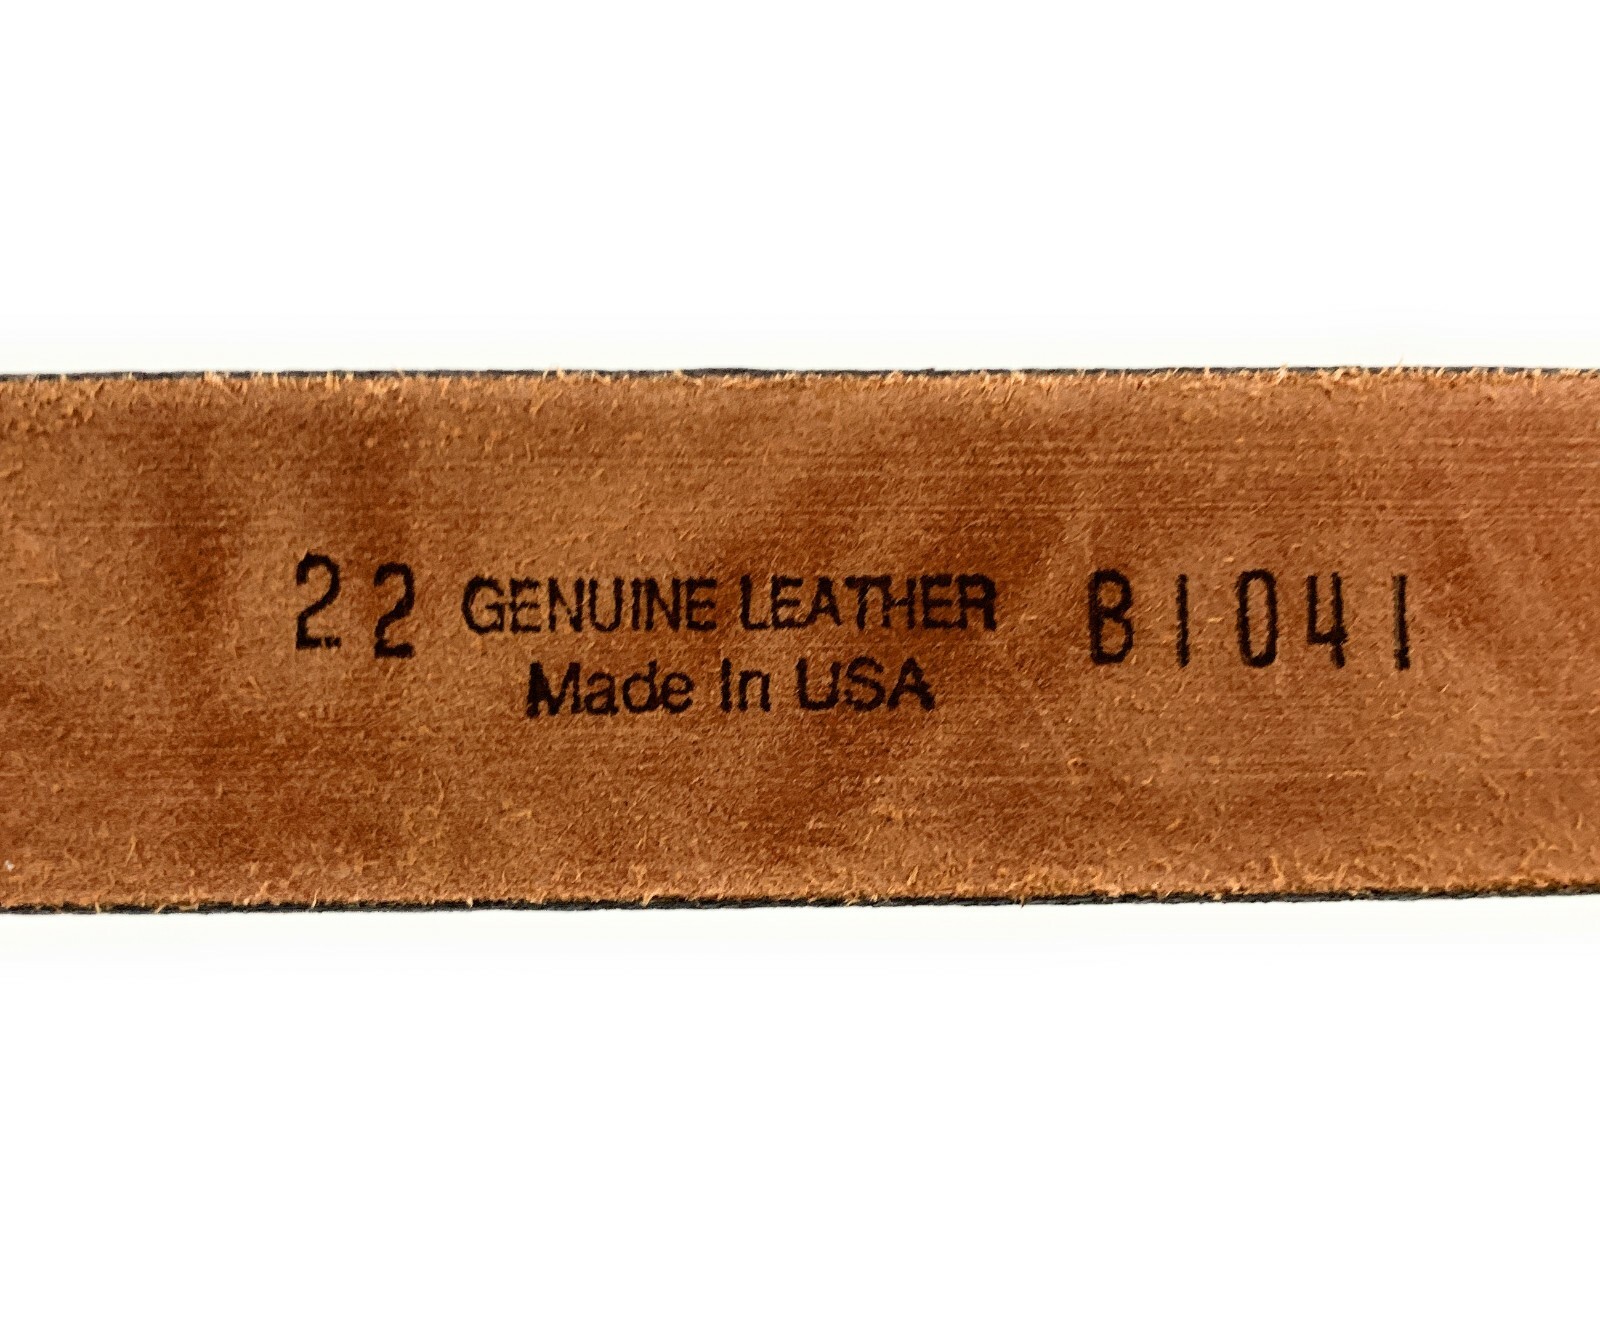 22 GENUINE LEATHER B1041
Made In USA